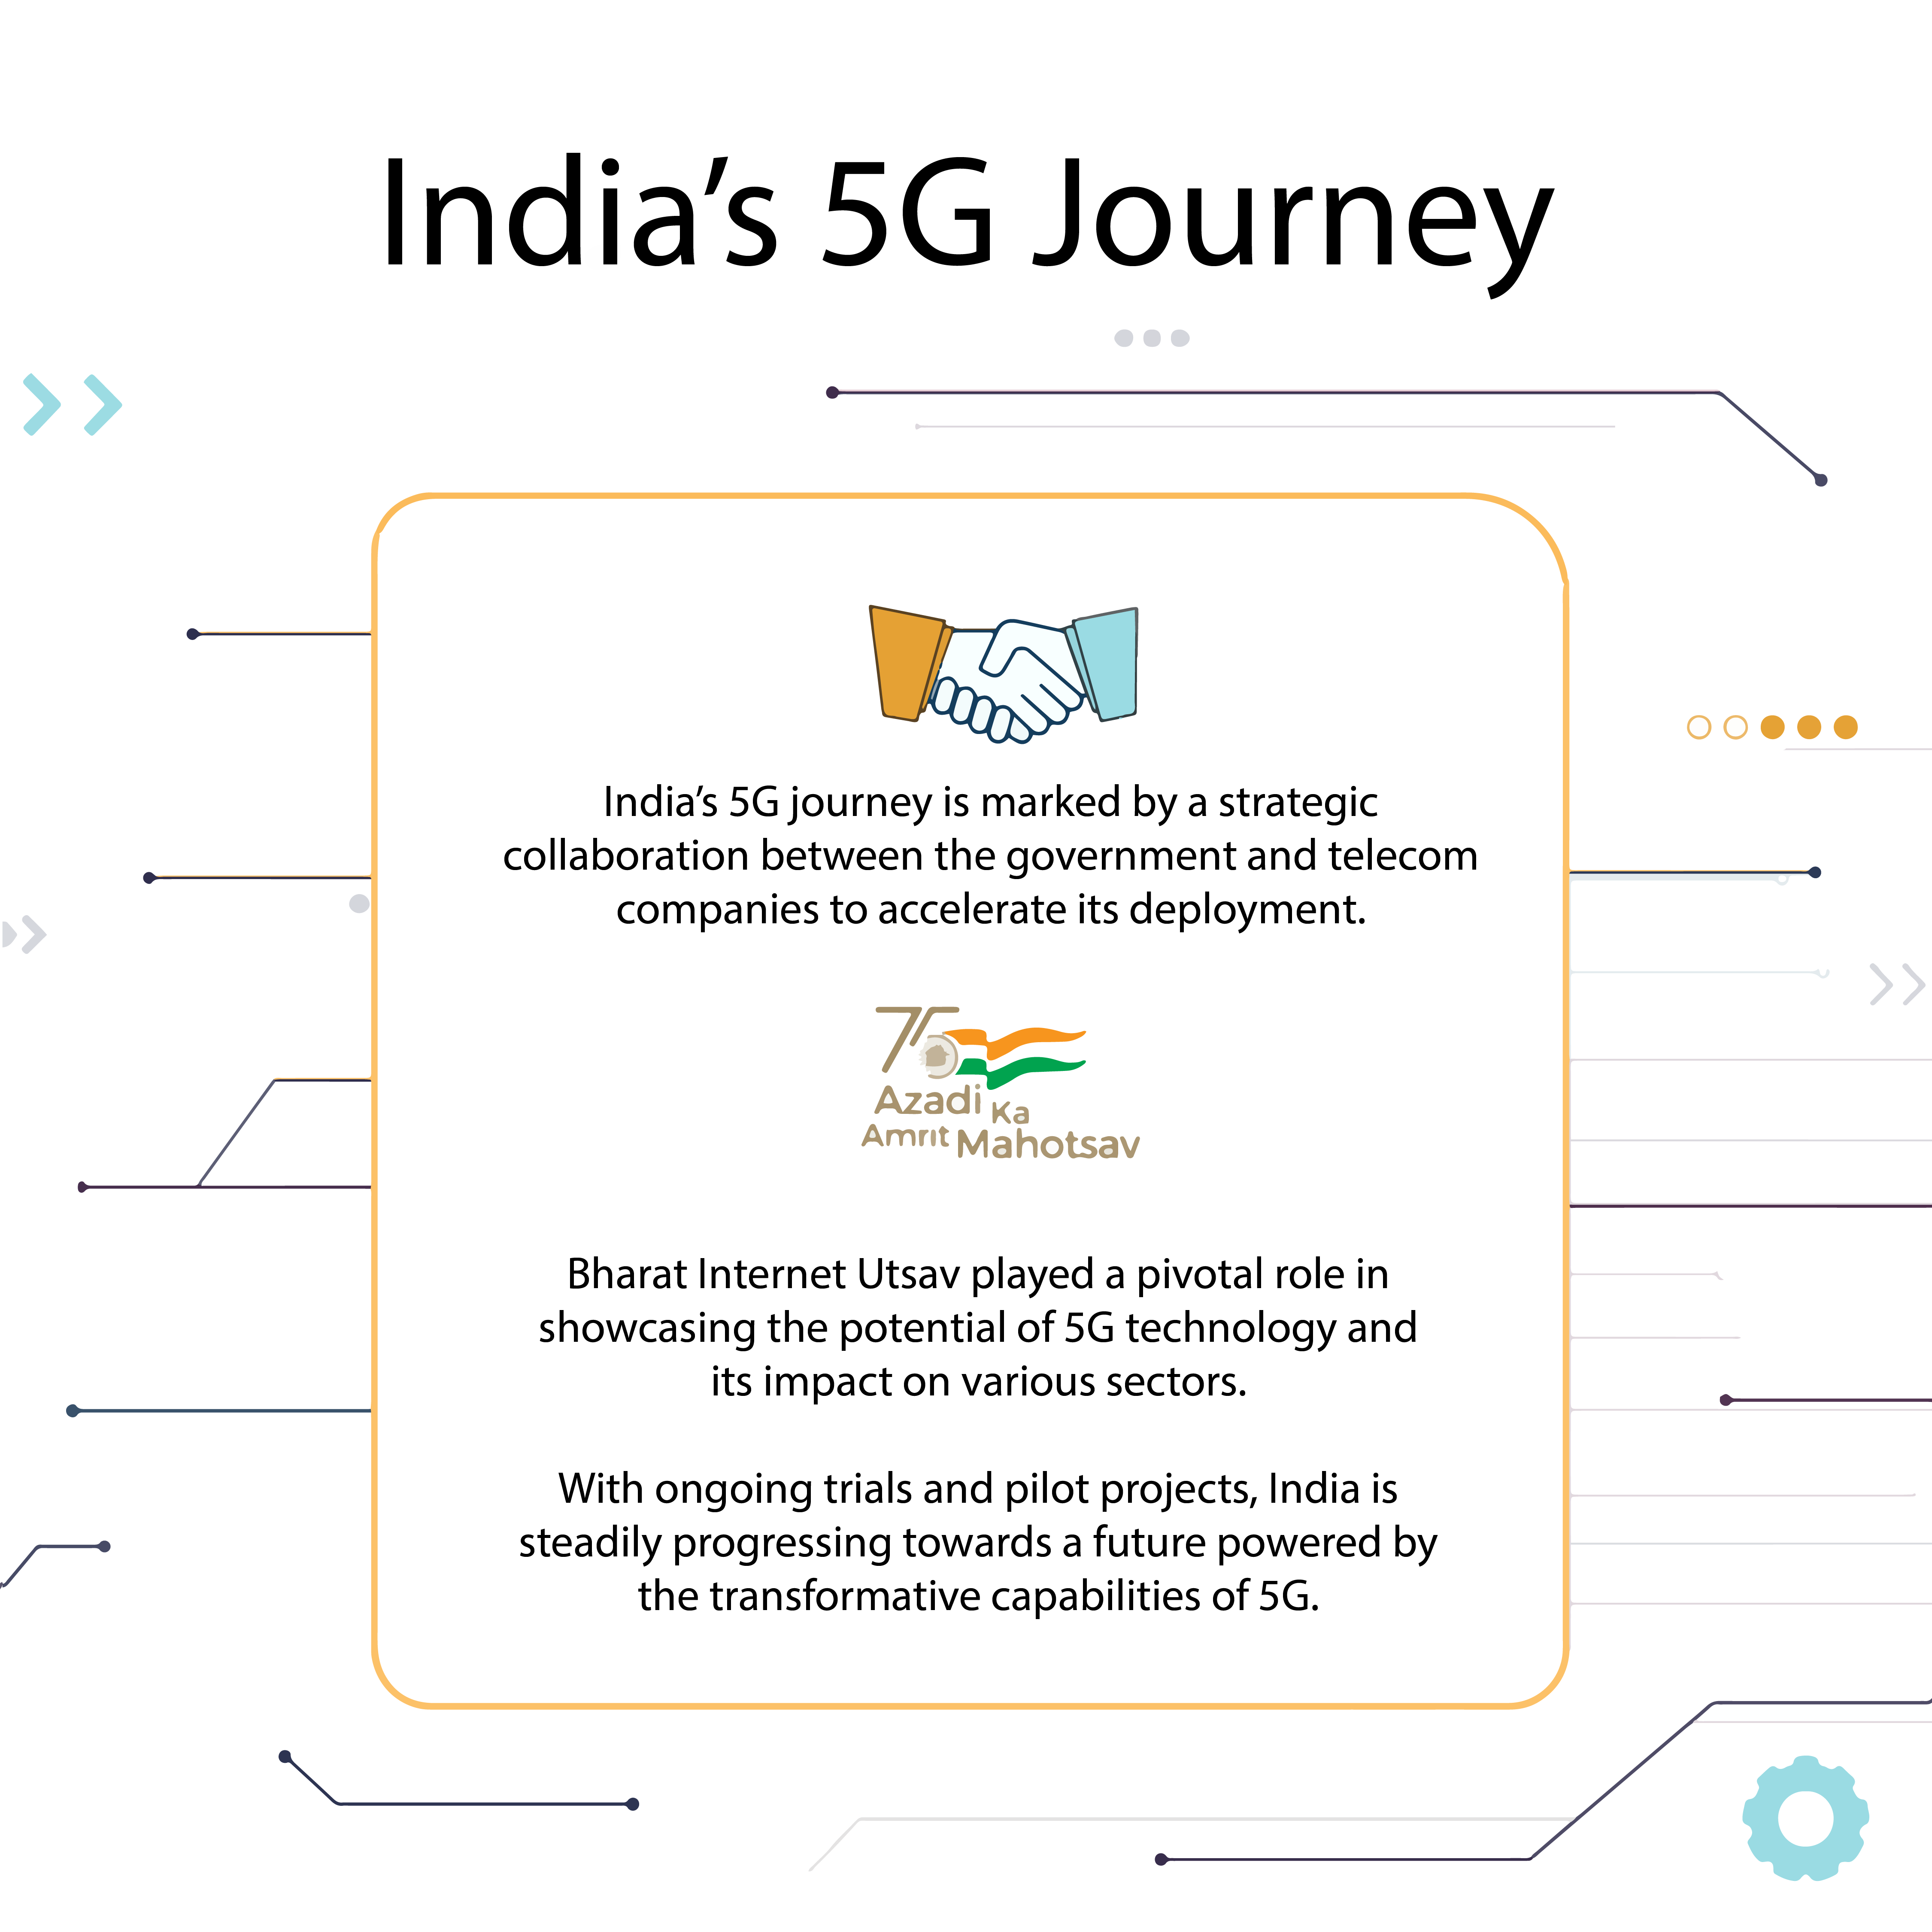 India’s 5G Journey
India’s 5G journey is marked by a strategic
collaboration between the government and telecom
companies to accelerate its deployment.
75
Azadi Ka
Amrit Mahotsav
Bharat Internet Utsav played a pivotal role in
showcasing the potential of 5G technology and
its impact on various sectors.
With ongoing trials and pilot projects, India is
steadily progressing towards a future powered by
the transformative capabilities of 5G.